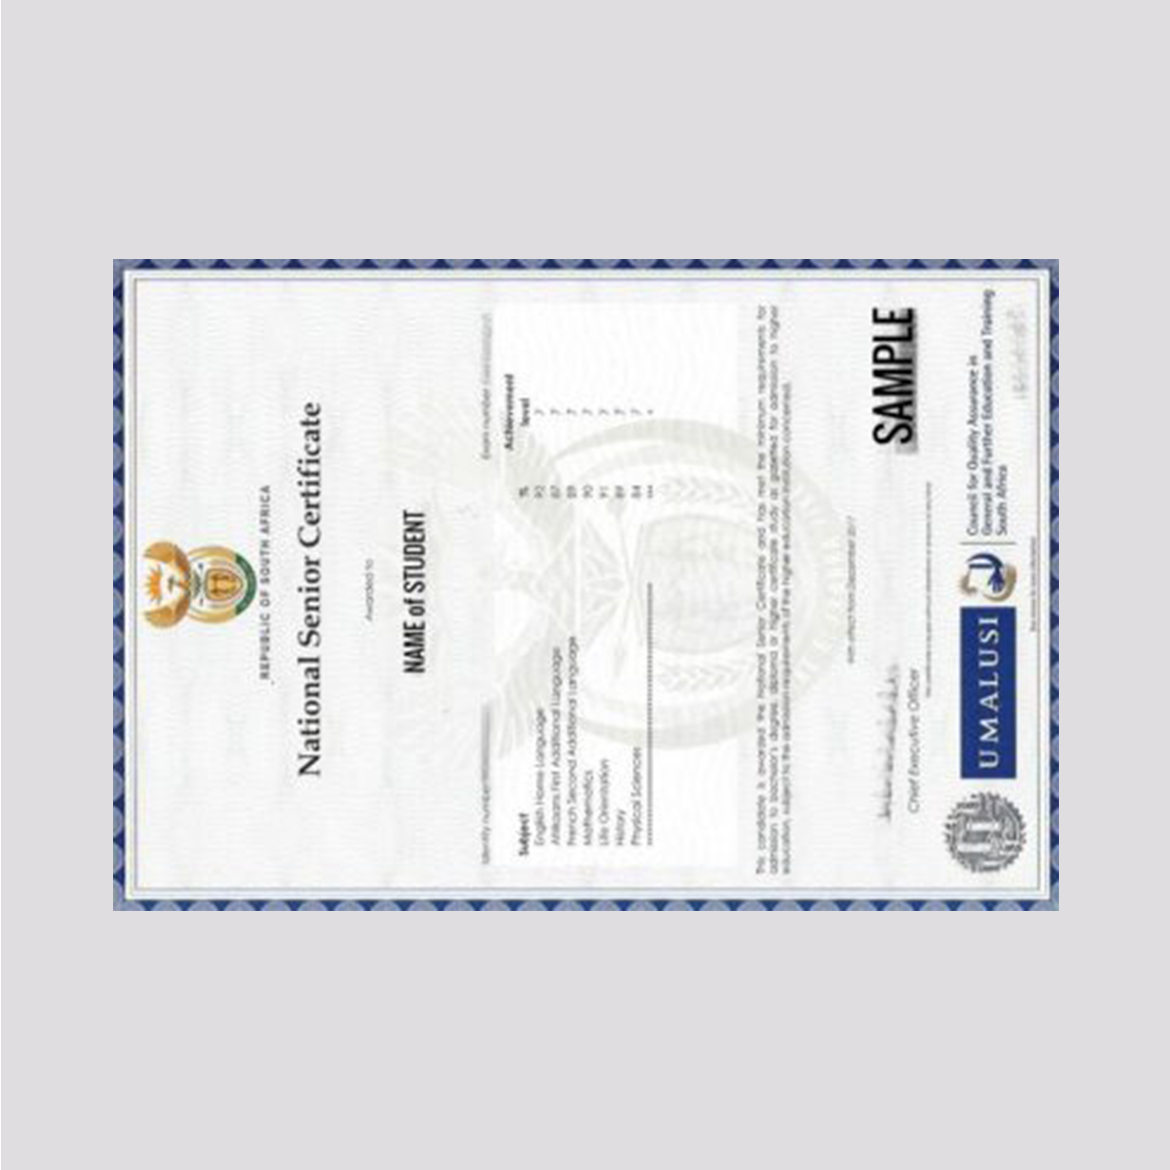 REPUBLIC OF SOUTH AFRICA
National Senior Certificate
Awarded to
NAME of STUDENT
Identity number
Exam number
Achievement
Subject % level
English Home Language 92 7
Afrikaans First Additional Language 87 7
French Second Additional Language 89 7
Mathematics 90 7
Life Orientation 91 7
History 89 7
Physical Sciences 84 7
This candidate is awarded the National Senior Certificate and has met the minimum requirements for
admission to bachelor's degree, diploma or higher certificate study as gazetted for admission to higher
education, subject to the admission requirements of the higher education institution concerned.
With effect from December 2017
SAMPLE
Chief Executive Officer
UMALUSI
Council for Quality Assurance in
General and Further Education and Training
South Africa